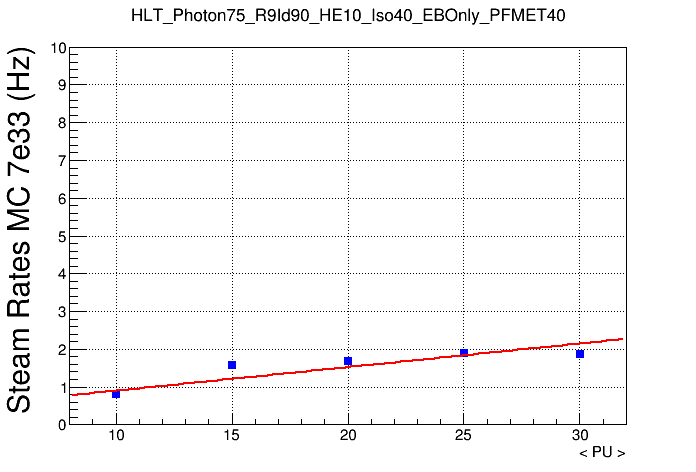 HLT_Photon75_R9Id90_HE10_Iso40_EBOnly_PFMET40
Steam Rates MC 7e33 (Hz)
10
9
8
7
6
5
4
3
2
1
0
10 15 20 25 30
< PU >